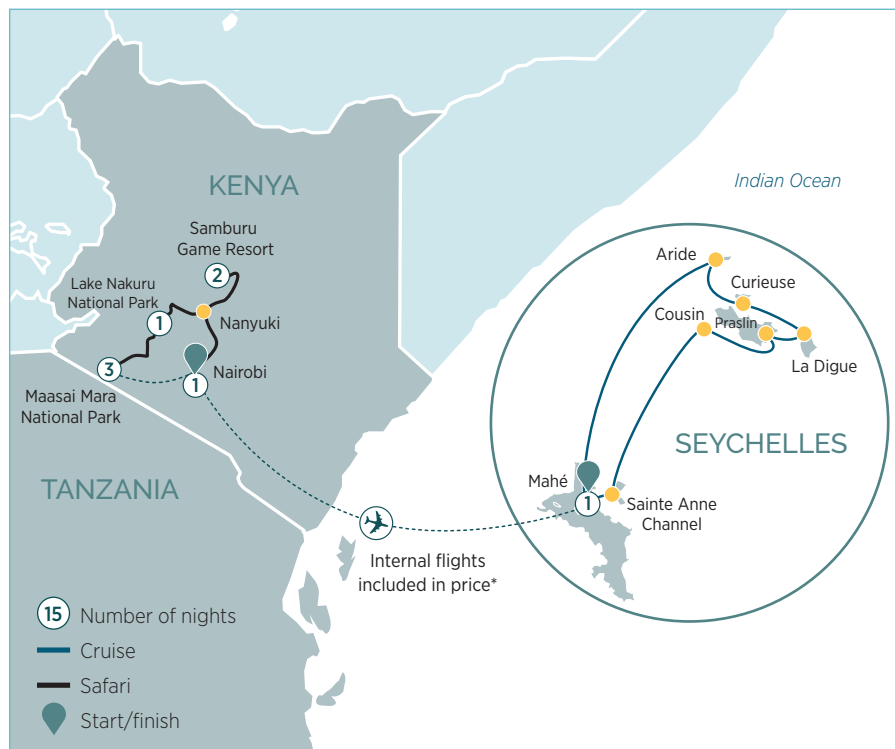 KENYA
Samburu
Game Resort
2
Lake Nakuru
National Park
1
Nanyuki
3
Nairobi
1
Maasai Mara
National Park
TANZANIA
Indian Ocean
Aride
Curieuse
Cousin
Praslin
La Digue
SEYCHELLES
Mahé
1
Sainte Anne
Channel
Internal flights
included in price*
15 Number of nights
Cruise
Safari
Start/finish